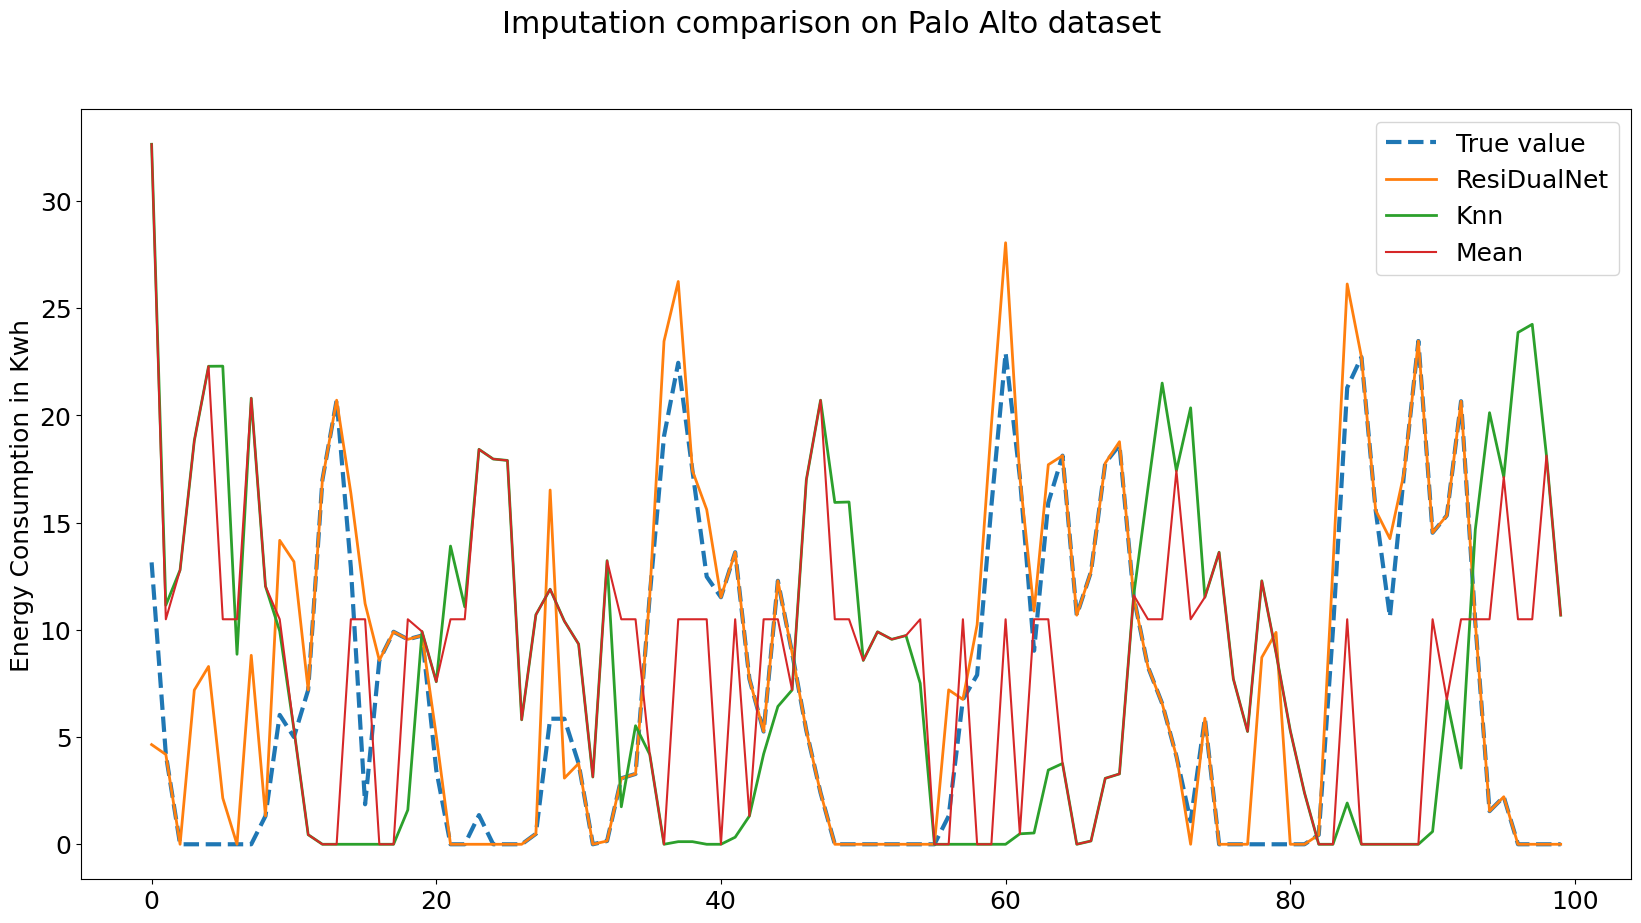 Imputation comparison on Palo Alto dataset
True value
ResiDualNet
Knn
Mean
Energy Consumption in Kwh
30
25
20
15
10
5
0
0 20 40 60 80 100